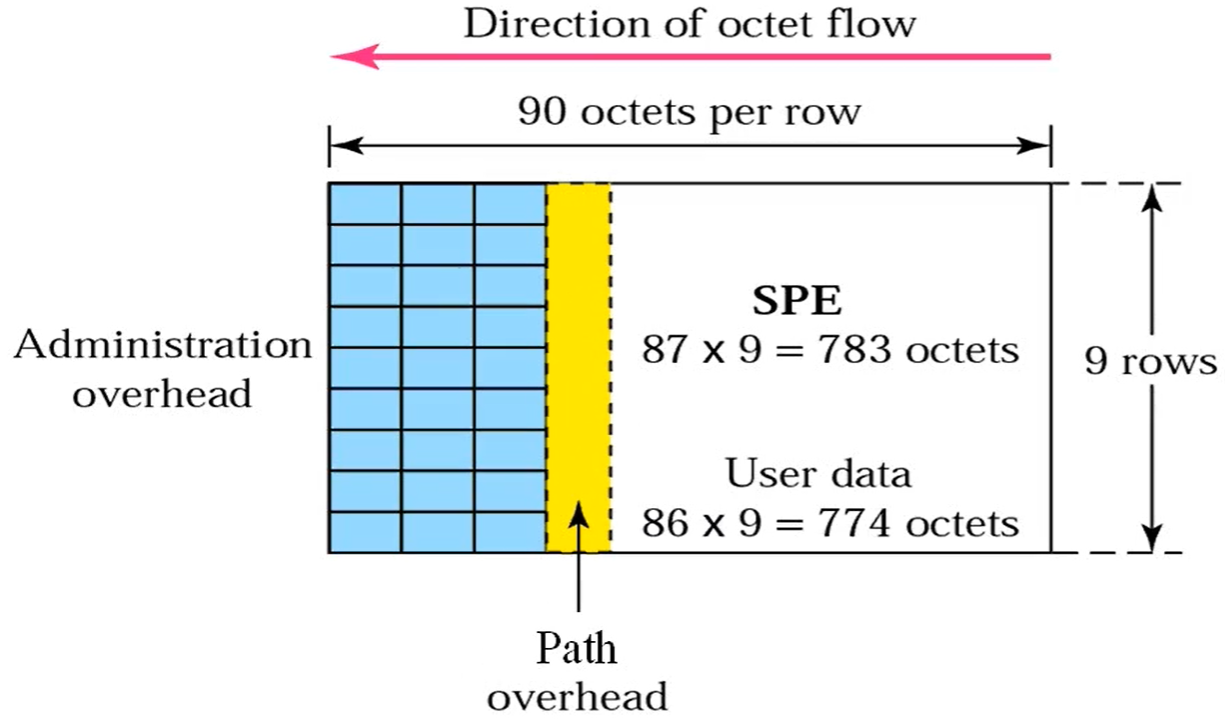 Direction of octet flow
90 octets per row
Administration
overhead
SPE
87 x 9 = 783 octets
9 rows
User data
86 x 9 = 774 octets
Path
overhead